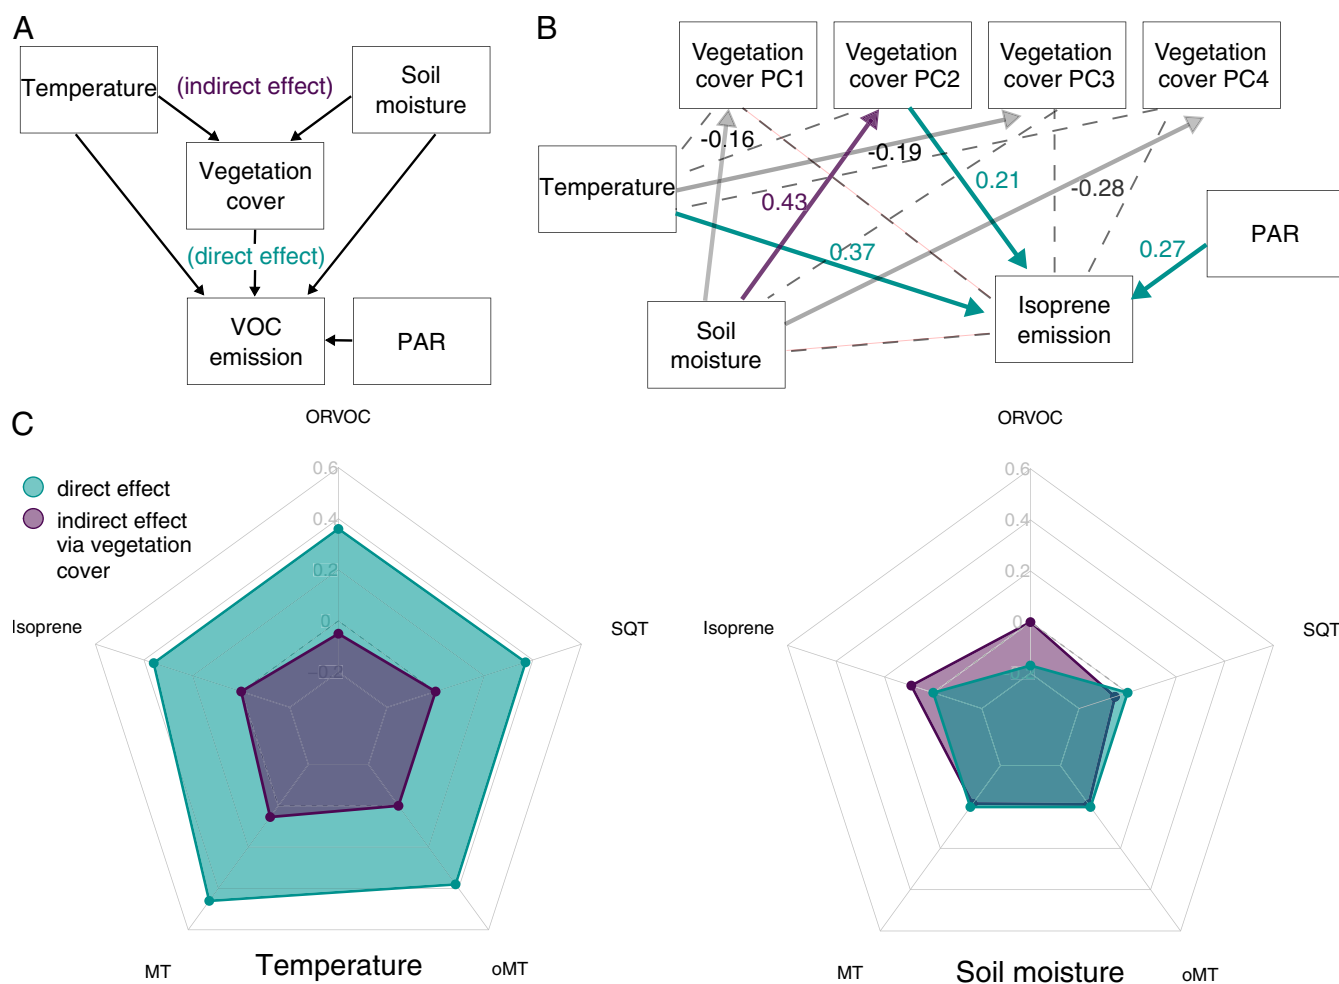 A
Temperature
(indirect effect)
Soil
moisture
Vegetation
cover
(direct effect)
VOC
emission
PAR
B
Vegetation
cover PC1
Vegetation
cover PC2
Vegetation
cover PC3
Vegetation
cover PC4
-0.16
-0.19
Temperature
0.43
0.21
-0.28
0.37
0.27
PAR
Soil
moisture
Isoprene
emission
C
direct effect
indirect effect
via vegetation
cover
ORVOC
0.6
0.4
0.2
0
-0.2
Isoprene
SQT
MT
oMT
Temperature
ORVOC
0.6
0.4
0.2
0
Isoprene
SQT
MT
oMT
Soil moisture